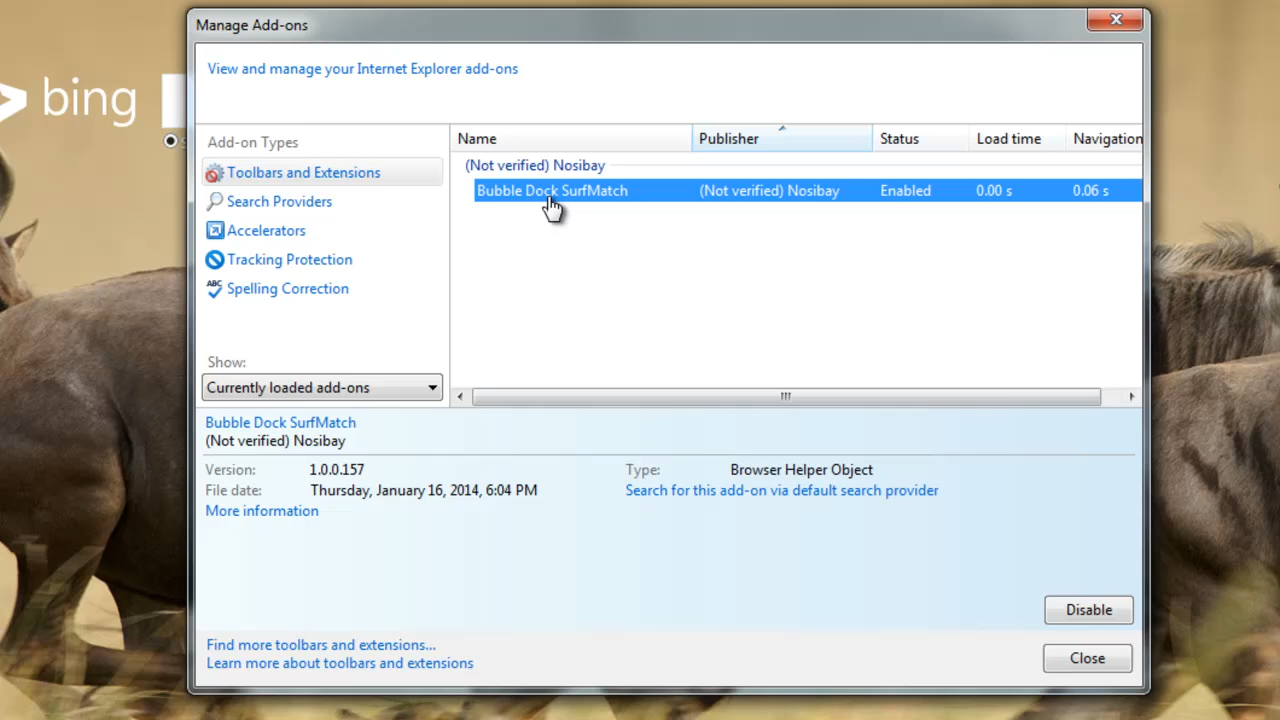 Manage Add-ons
View and manage your Internet Explorer add-ons
bing
Add-on Types
Toolbars and Extensions
Search Providers
Accelerators
Tracking Protection
ABC Spelling Correction
Show:
Currently loaded add-ons
Name Publisher Status Load time Navigation
(Not verified) Nosibay
Bubble Dock SurfMatch (Not verified) Nosibay Enabled 0.00 s 0.06 s
Bubble Dock SurfMatch
(Not verified) Nosibay
Version: 1.0.0.157 Type: Browser Helper Object
File date: Thursday, January 16, 2014, 6:04 PM Search for this add-on via default search provider
More information
Disable
Find more toolbars and extensions...
Learn more about toolbars and extensions
Close